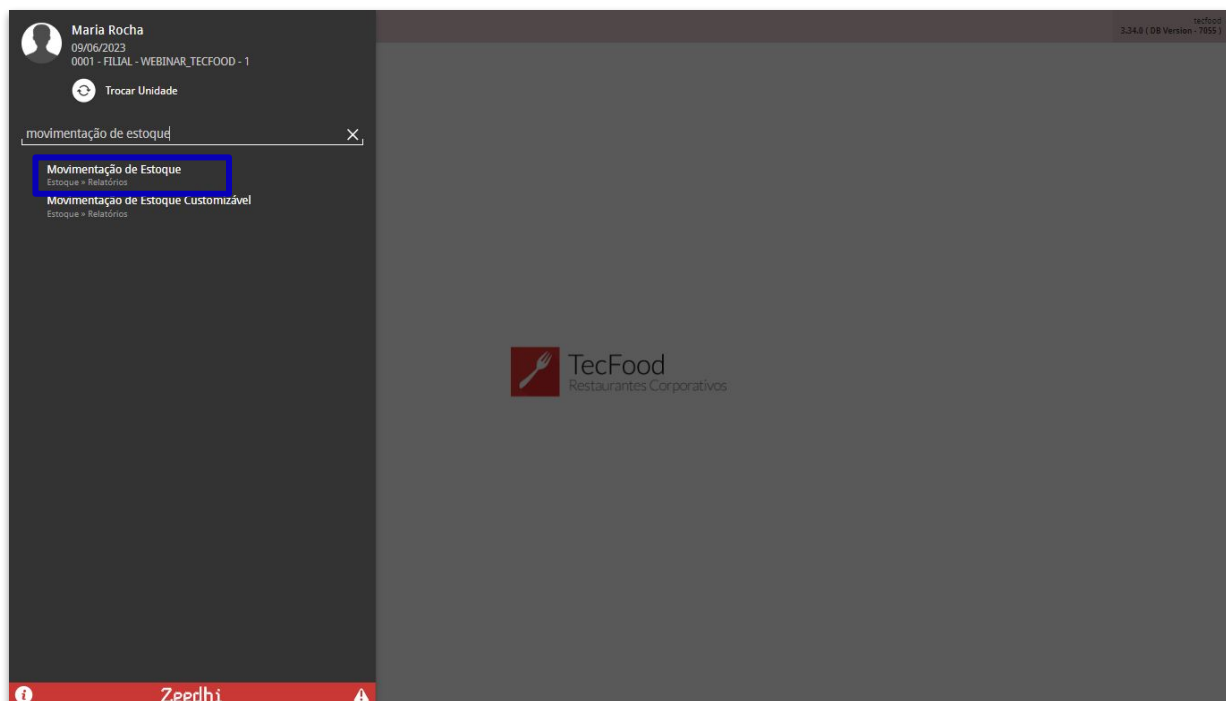 Maria Rocha
09/06/2023
0001 - FILIAL - WEBINAR_TECFOOD - 1
Trocar Unidade
movimentação de estoque
Movimentação de Estoque
Estoque » Relatórios
Movimentação de Estoque Customizável
Estoque » Relatórios
tecfood
3.34.0 ( DB Version - 7055 )
TecFood
Restaurantes Corporativos
Zeedhi